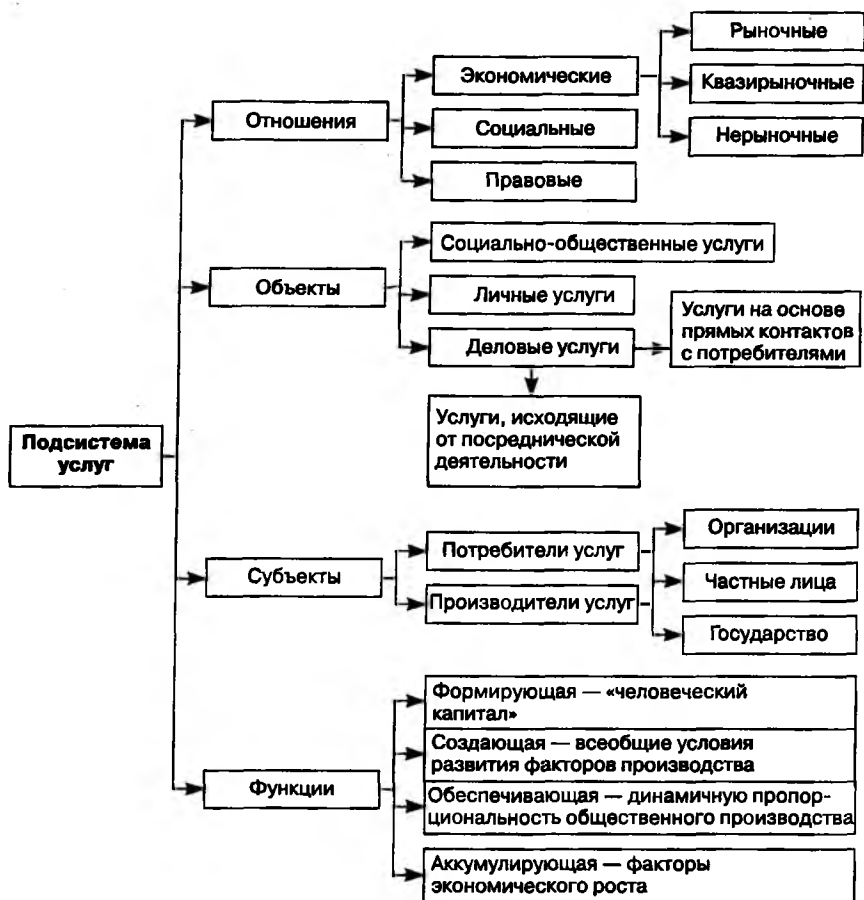 Рыночные
Экономические
Квазирыночные
Отношения
Социальные
Нерыночные
Правовые
Социально-общественные услуги
Объекты
Личные услуги
Услуги на основе
прямых контактов
с потребителями
Деловые услуги
Услуги, исходящие
от посреднической
деятельности
Подсистема
услуг
Организации
Потребители услуг
Субъекты
Частные лица
Производители услуг
Государство
Формирующая — «человеческий
капитал»
Создающая — всеобщие условия
развития факторов производства
Функции
Обеспечивающая — динамичную пропор-
циональность общественного производства
Аккумулирующая — факторы
экономического роста